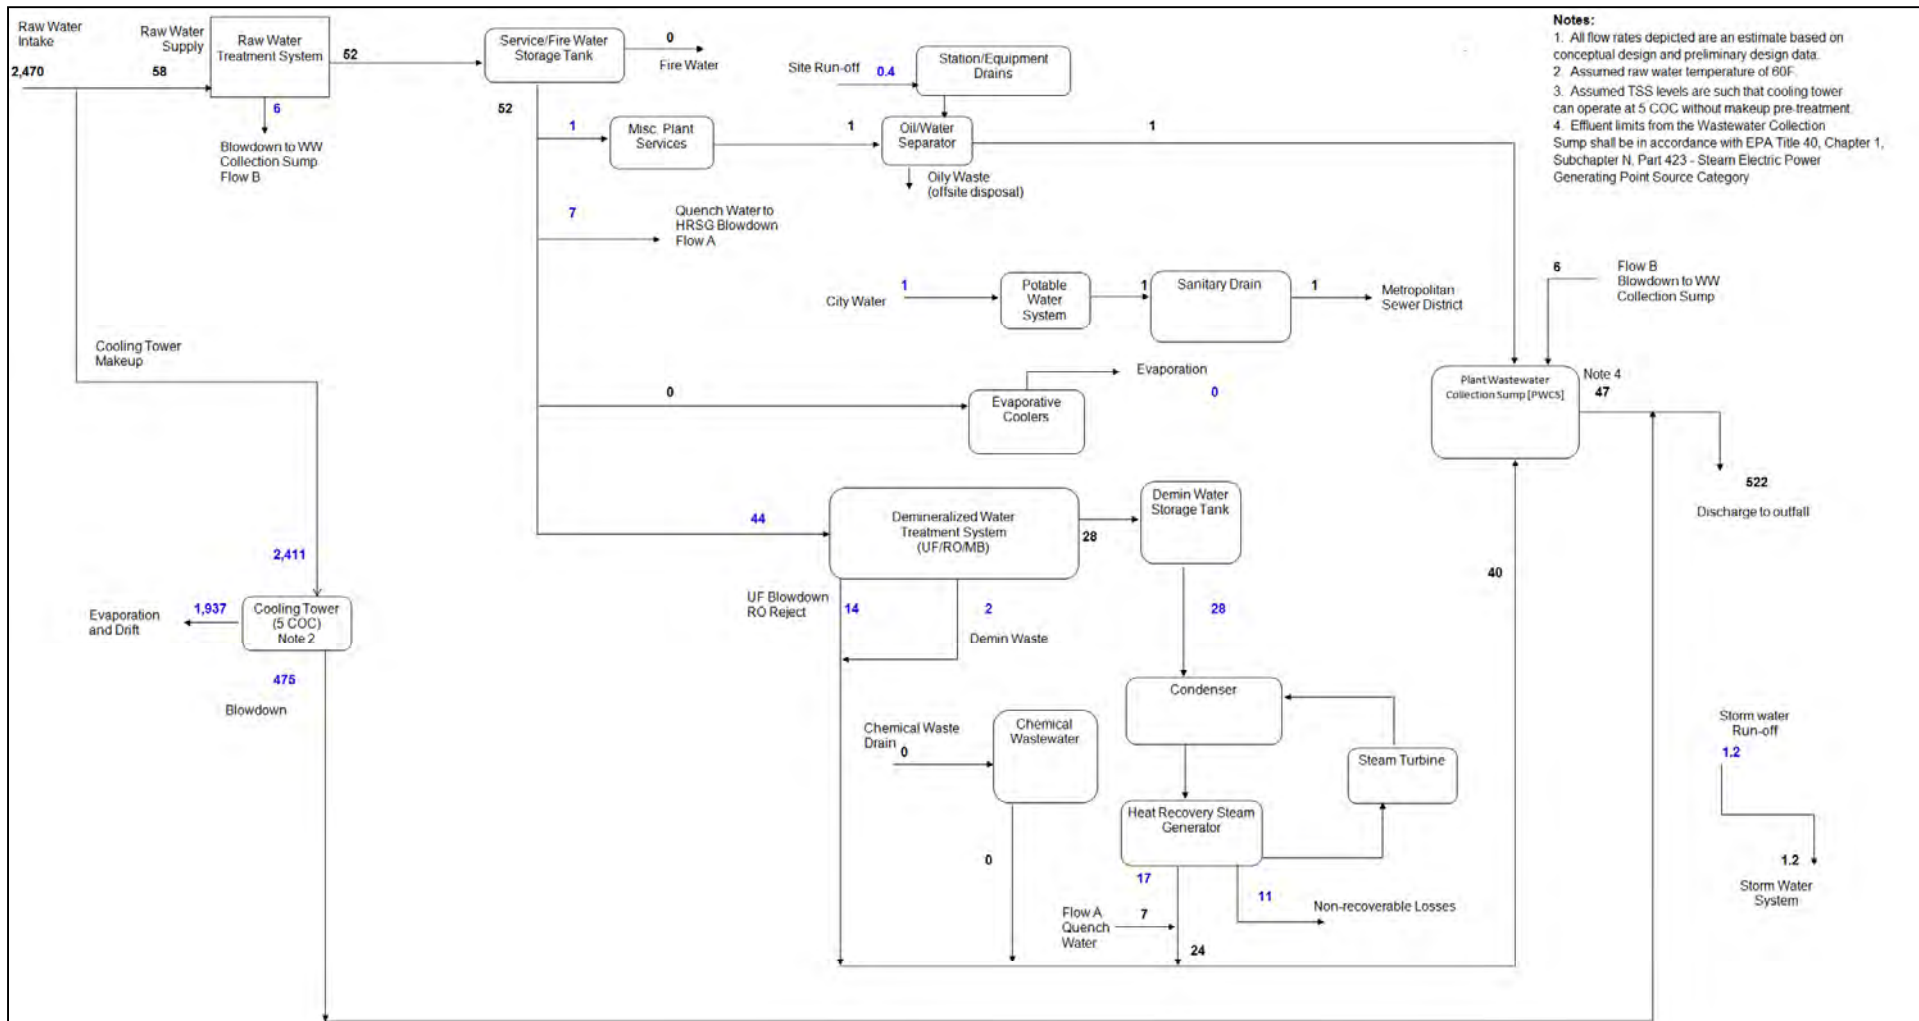 Raw Water
Intake
2,470
Raw Water
Supply
58
Raw Water
Treatment System
52
6
Blowdown to WW
Collection Sump
Flow B
Service/Fire Water
Storage Tank
0
Fire Water
52
Site Run-off
0.4
Station/Equipment
Drains
1
Misc. Plant
Services
1
Oil/Water
Separator
1
Oily Waste
(offsite disposal)
7
Quench Water to
HRSG Blowdown
Flow A
City Water
1
Potable
Water
System
1
Sanitary Drain
1
Metropolitan
Sewer District
Notes:
1. All flow rates depicted are an estimate based on
conceptual design and preliminary design data.
2. Assumed raw water temperature of 60F.
3. Assumed TSS levels are such that cooling tower
can operate at 5 COC without makeup pre-treatment.
4. Effluent limits from the Wastewater Collection
Sump shall be in accordance with EPA Title 40, Chapter 1,
Subchapter N, Part 423 - Steam Electric Power
Generating Point Source Category
6
Flow B
Blowdown to WW
Collection Sump
Cooling Tower
Makeup
0
Evaporative
Coolers
Evaporation
0
Plant Wastewater
Collection Sump [PWCS]
Note 4
47
522
Discharge to outfall
44
Demineralized Water
Treatment System
(UF/RO/MB)
28
Demin Water
Storage Tank
40
2,411
Evaporation
and Drift
1,937
Cooling Tower
(5 COC)
Note 2
475
Blowdown
UF Blowdown
RO Reject
14
2
Demin Waste
28
Condenser
Chemical Waste
Drain
0
Chemical
Wastewater
0
Steam Turbine
Heat Recovery Steam
Generator
17
11
Non-recoverable Losses
Flow A
Quench
Water
7
24
Storm water
Run-off
1.2
1.2
Storm Water
System